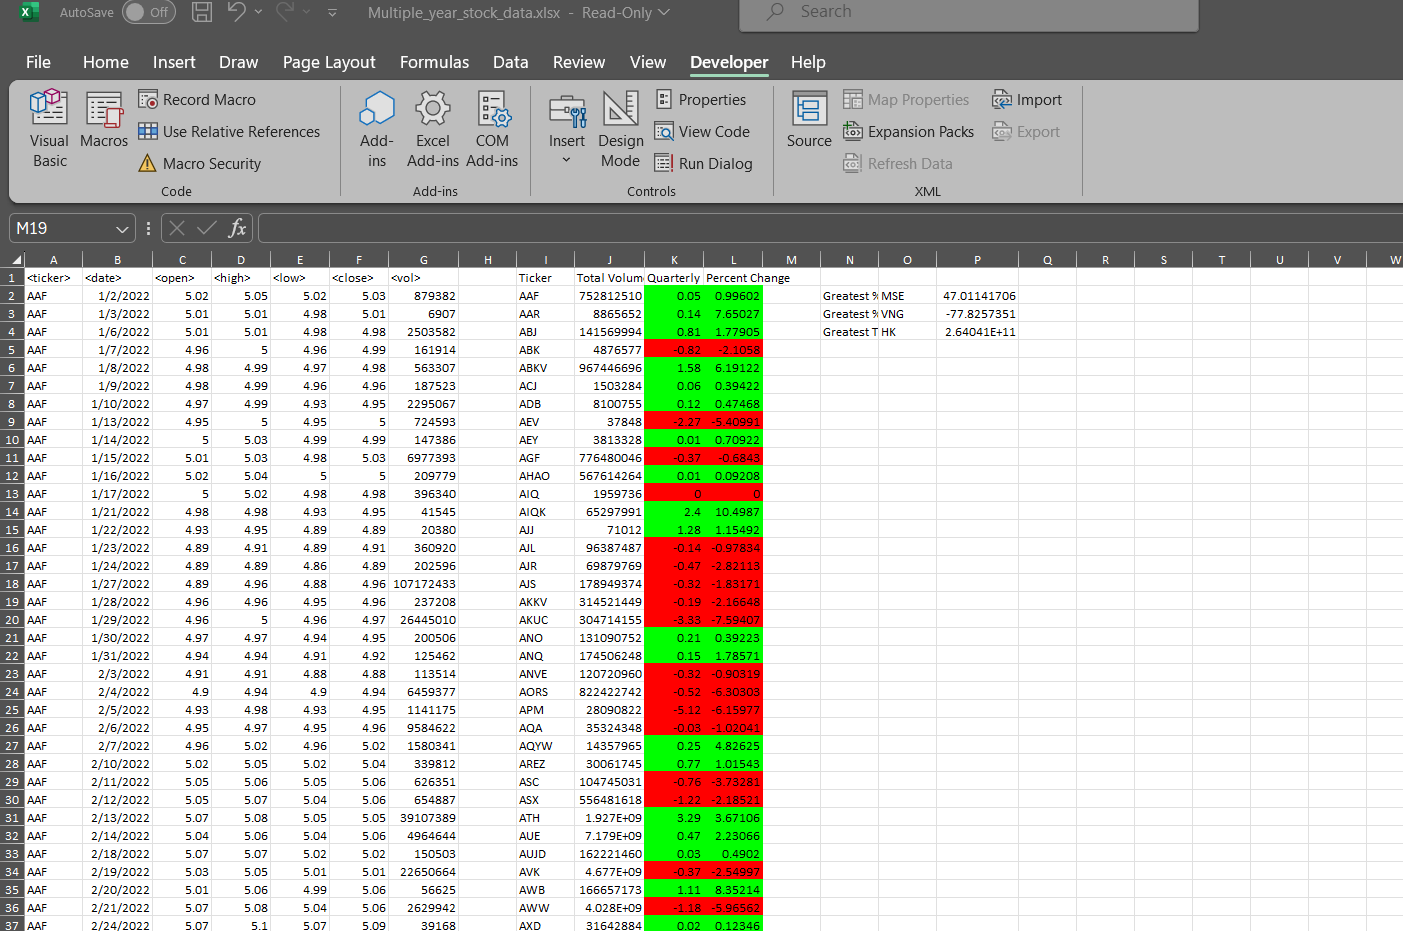 AutoSave Off Multiple_year_stock_data.xlsx - Read-Only Search
File Home Insert Draw Page Layout Formulas Data Review View Developer Help
Visual Basic Macros Record Macro Use Relative References Macro Security Code
Add-ins Excel Add-ins COM Add-ins Add-ins
Insert Design Mode Properties View Code Run Dialog Controls
Source Map Properties Expansion Packs Refresh Data Import Export XML
M19 fx
A B C D E F G H I J K L M N O P Q R S T U V W
1 <ticker> <date> <open> <high> <low> <close> <vol> Ticker Total Volum Quarterly Percent Change
2 AAF 1/2/2022 5.02 5.05 5.02 5.03 879382 AAF 752812510 0.05 0.99602 Greatest % MSE 47.01141706
3 AAF 1/3/2022 5.01 5.01 4.98 5.01 6907 AAR 8865652 0.14 7.65027 Greatest % VNG -77.8257351
4 AAF 1/6/2022 5.01 5.01 4.98 4.98 2503582 ABJ 141569994 0.81 1.77905 Greatest T HK 2.64041E+11
5 AAF 1/7/2022 4.96 5 4.96 4.99 161914 ABK 4876577 -0.82 -2.1058
6 AAF 1/8/2022 4.98 4.99 4.97 4.98 563307 ABKV 967446696 1.58 6.19122
7 AAF 1/9/2022 4.98 4.99 4.96 4.96 187523 ACJ 1503284 0.06 0.39422
8 AAF 1/10/2022 4.97 4.99 4.93 4.95 2295067 ADB 8100755 0.12 0.47468
9 AAF 1/13/2022 4.95 5 4.95 5 724593 AEV 37848 -2.27 -5.40991
10 AAF 1/14/2022 5 5.03 4.99 4.99 147386 AEY 3813328 0.01 0.70922
11 AAF 1/15/2022 5.01 5.03 4.98 5.03 6977393 AGF 776480046 -0.37 -0.6843
12 AAF 1/16/2022 5.02 5.04 5 5 209779 AHAO 567614264 0.01 0.09208
13 AAF 1/17/2022 5 5.02 4.98 4.98 396340 AIQ 1959736 0 0
14 AAF 1/21/2022 4.98 4.98 4.93 4.95 41545 AIQK 65297991 2.4 10.4987
15 AAF 1/22/2022 4.93 4.95 4.89 4.89 20380 AJJ 71012 1.28 1.15492
16 AAF 1/23/2022 4.89 4.91 4.89 4.91 360920 AJL 96387487 -0.14 -0.97834
17 AAF 1/24/2022 4.89 4.89 4.86 4.89 202596 AJR 69879769 -0.47 -2.82113
18 AAF 1/27/2022 4.89 4.96 4.88 4.96 107172433 AJS 178949374 -0.32 -1.83171
19 AAF 1/28/2022 4.96 4.96 4.95 4.96 237208 AKKV 314521449 -0.19 -2.16648
20 AAF 1/29/2022 4.96 5 4.96 4.97 26445010 AKUC 304714155 -3.33 -7.59407
21 AAF 1/30/2022 4.97 4.97 4.94 4.95 200506 ANO 131090752 0.21 0.39223
22 AAF 1/31/2022 4.94 4.94 4.91 4.92 125462 ANQ 174506248 0.15 1.78571
23 AAF 2/3/2022 4.91 4.91 4.88 4.88 113514 ANVE 120720960 -0.32 -0.90319
24 AAF 2/4/2022 4.9 4.94 4.9 4.94 6459377 AORS 822422742 -0.52 -6.30303
25 AAF 2/5/2022 4.93 4.98 4.93 4.95 1141175 APM 28090822 -5.12 -6.15977
26 AAF 2/6/2022 4.95 4.97 4.95 4.96 9584622 AQA 35324348 -0.03 -1.02041
27 AAF 2/7/2022 4.96 5.02 4.96 5.02 1580341 AQYW 14357965 0.25 4.82625
28 AAF 2/10/2022 5.02 5.05 5.02 5.04 339812 AREZ 30061745 0.77 1.01543
29 AAF 2/11/2022 5.05 5.06 5.05 5.06 626351 ASC 104745031 -0.76 -3.73281
30 AAF 2/12/2022 5.05 5.07 5.04 5.06 654887 ASX 556481618 -1.22 -2.18521
31 AAF 2/13/2022 5.07 5.08 5.05 5.05 39107389 ATH 1.927E+09 3.29 3.67106
32 AAF 2/14/2022 5.04 5.06 5.04 5.06 4964644 AUE 7.179E+09 0.47 2.23066
33 AAF 2/18/2022 5.07 5.07 5.02 5.02 150503 AUJD 162221460 0.03 0.4902
34 AAF 2/19/2022 5.03 5.05 5.01 5.01 22650664 AVK 4.677E+09 -0.37 -2.54997
35 AAF 2/20/2022 5.01 5.06 4.99 5.06 56625 AWB 166657173 1.11 8.35214
36 AAF 2/21/2022 5.07 5.08 5.04 5.06 2629942 AWW 4.028E+09 -1.18 -5.96562
37 AAF 2/24/2022 5.07 5.1 5.07 5.09 39168 AXD 31642884 0.02 0.12346